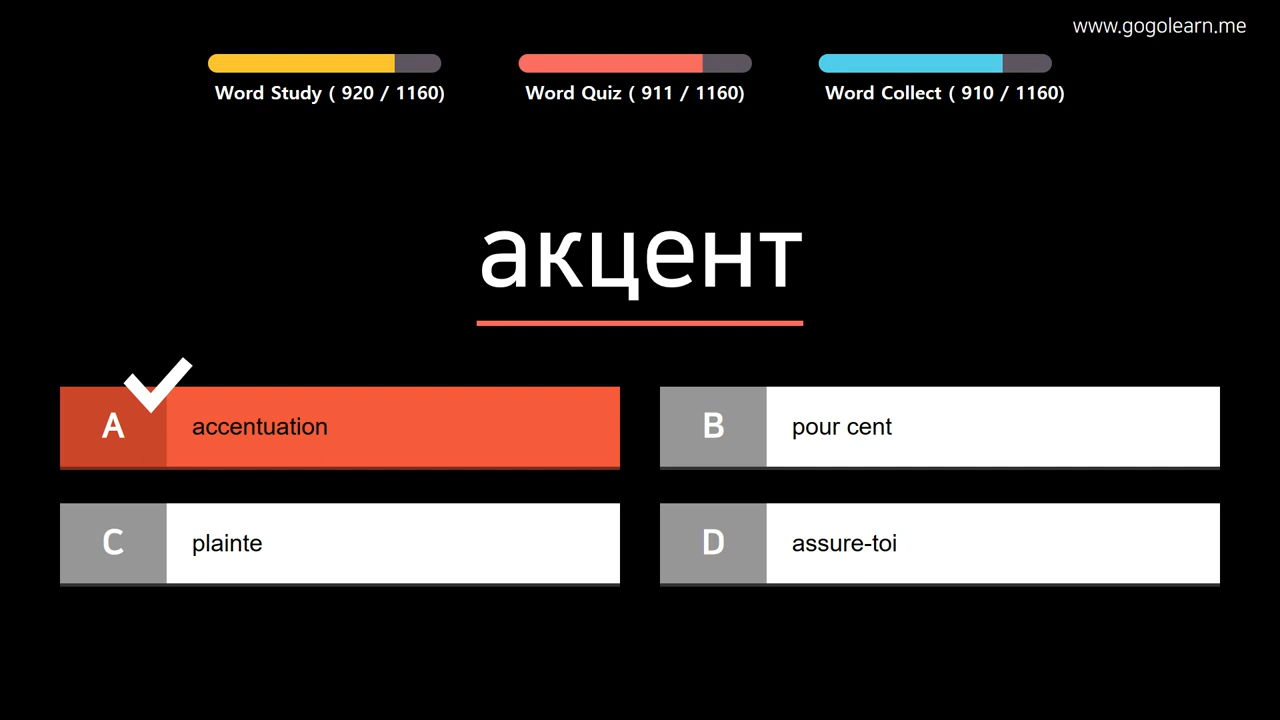 www.gogolearn.me
Word Study ( 920 / 1160)
Word Quiz ( 911 / 1160)
Word Collect ( 910 / 1160)
акцент
A accentuation
B pour cent
C plainte
D assure-toi